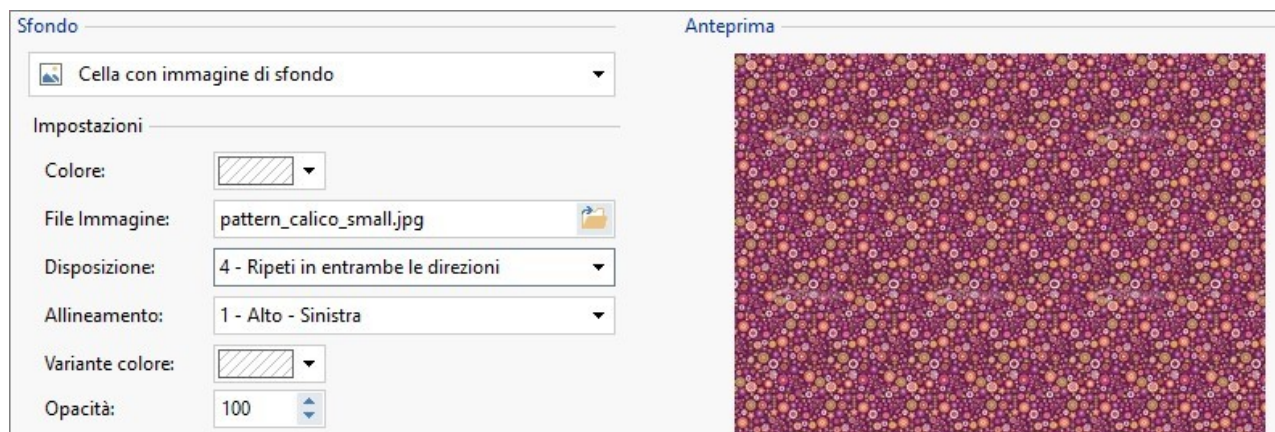 Sfondo
Anteprima
Cella con immagine di sfondo
Impostazioni
Colore:
File Immagine:
pattern_calico_small.jpg
Disposizione:
4 - Ripeti in entrambe le direzioni
Allineamento:
1 - Alto - Sinistra
Variante colore:
Opacità:
100